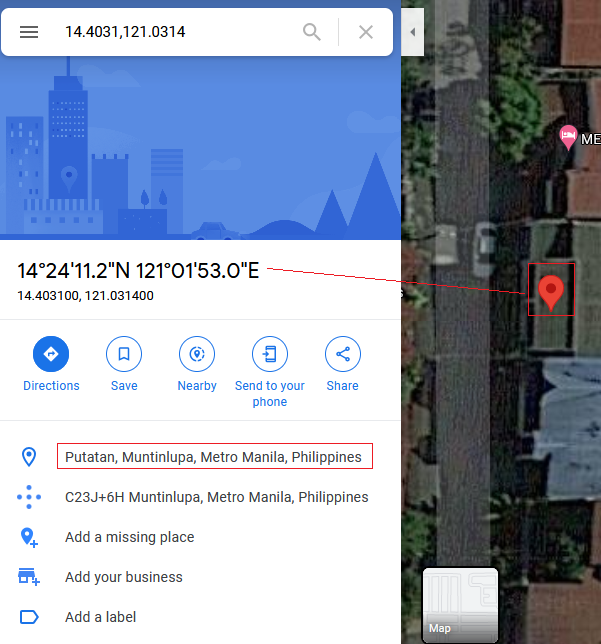 14.4031,121.0314
ME
14°24'11.2"N 121°01'53.0"E
14.403100, 121.031400
Directions
Save
Nearby
Send to your
phone
Share
Putatan, Muntinlupa, Metro Manila, Philippines
C23J+6H Muntinlupa, Metro Manila, Philippines
Add a missing place
Add your business
Add a label
Map